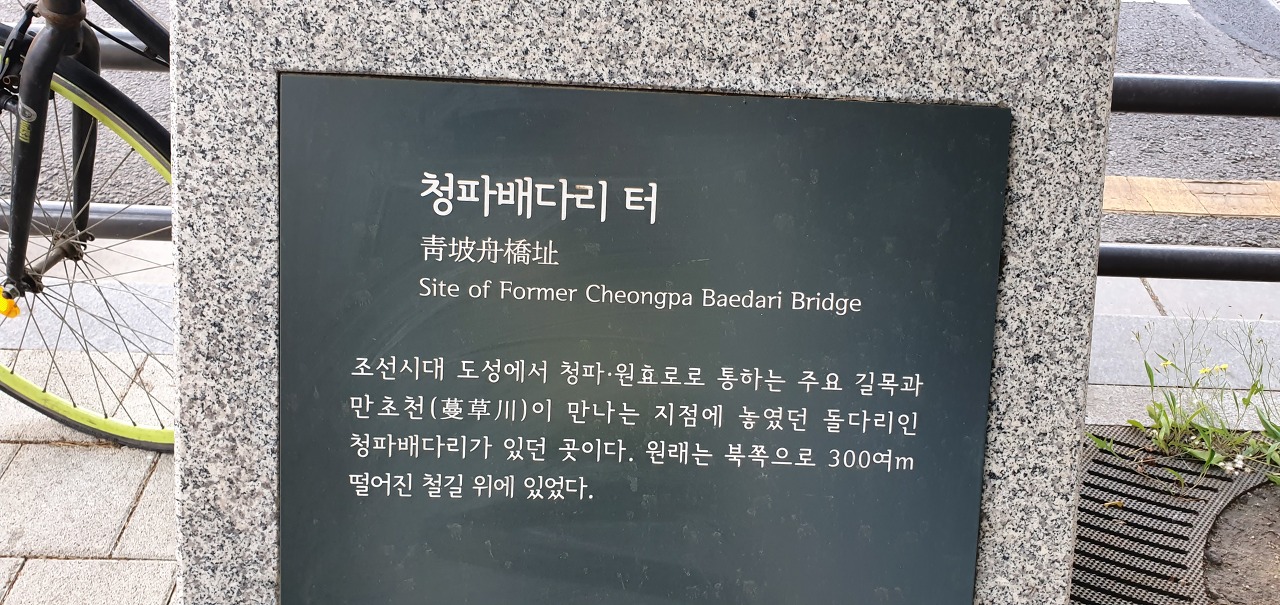 청파배다리 터
靑坡舟橋址
Site of Former Cheongpa Baedari Bridge
조선시대 도성에서 청파·원효로로 통하는 주요 길목과
만초천(蔓草川)이 만나는 지점에 놓였던 돌다리인
청파배다리가 있던 곳이다. 원래는 북쪽으로 300여m
떨어진 철길 위에 있었다.